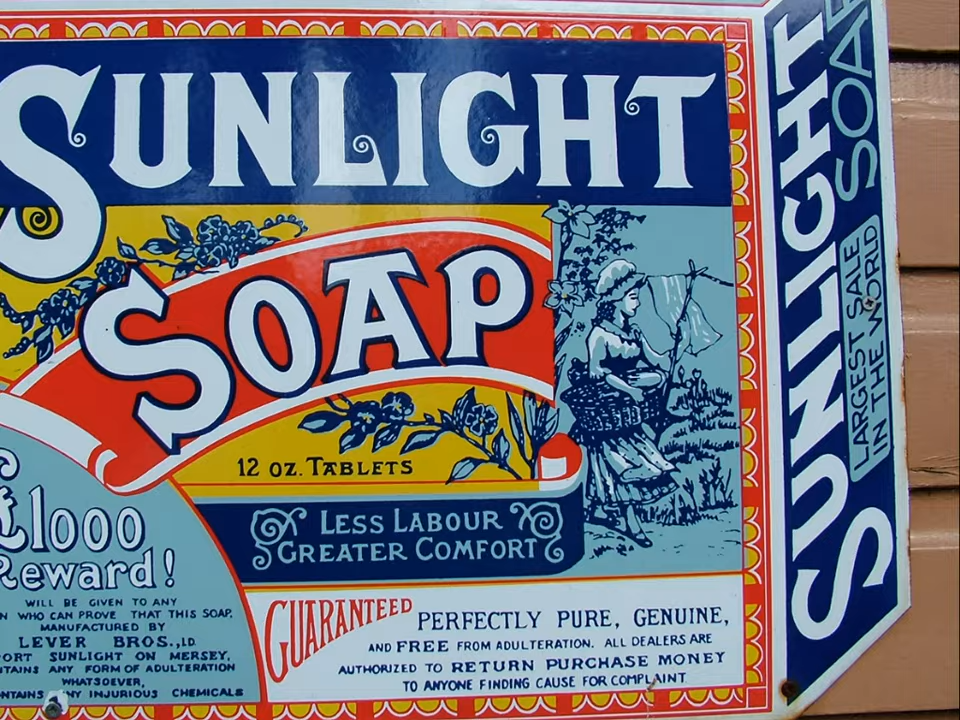 SUNLIGHT
SOAP
12 OZ. TABLETS
LESS LABOUR
GREATER COMFORT
£1000
Reward!
WILL BE GIVEN TO ANY
WHO CAN PROVE THAT THIS SOAP,
MANUFACTURED BY
LEVER BROS.,
SUNLIGHT ON MERSEY,
ANY FORM OF ADULTERATION
WHATSOEVER,
ANY INJURIOUS CHEMICALS
GUARANTEED PERFECTLY PURE, GENUINE,
AND FREE FROM ADULTERATION. ALL DEALERS ARE
AUTHORIZED TO RETURN PURCHASE MONEY
TO ANYONE FINDING CAUSE FOR COMPLAINT
SUNLIGHT SOAP
LARGEST SALE
IN THE WORLD